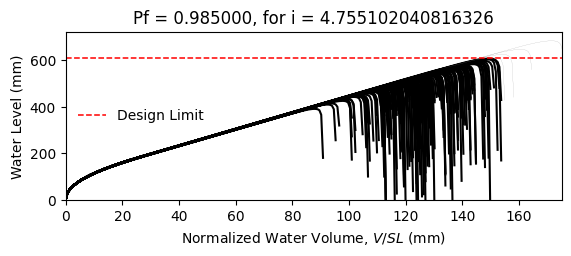 Pf = 0.985000, for i = 4.755102040816326
Water Level (mm)
600
400
200
0
Design Limit
0 20 40 60 80 100 120 140 160
Normalized Water Volume, V/SL (mm)